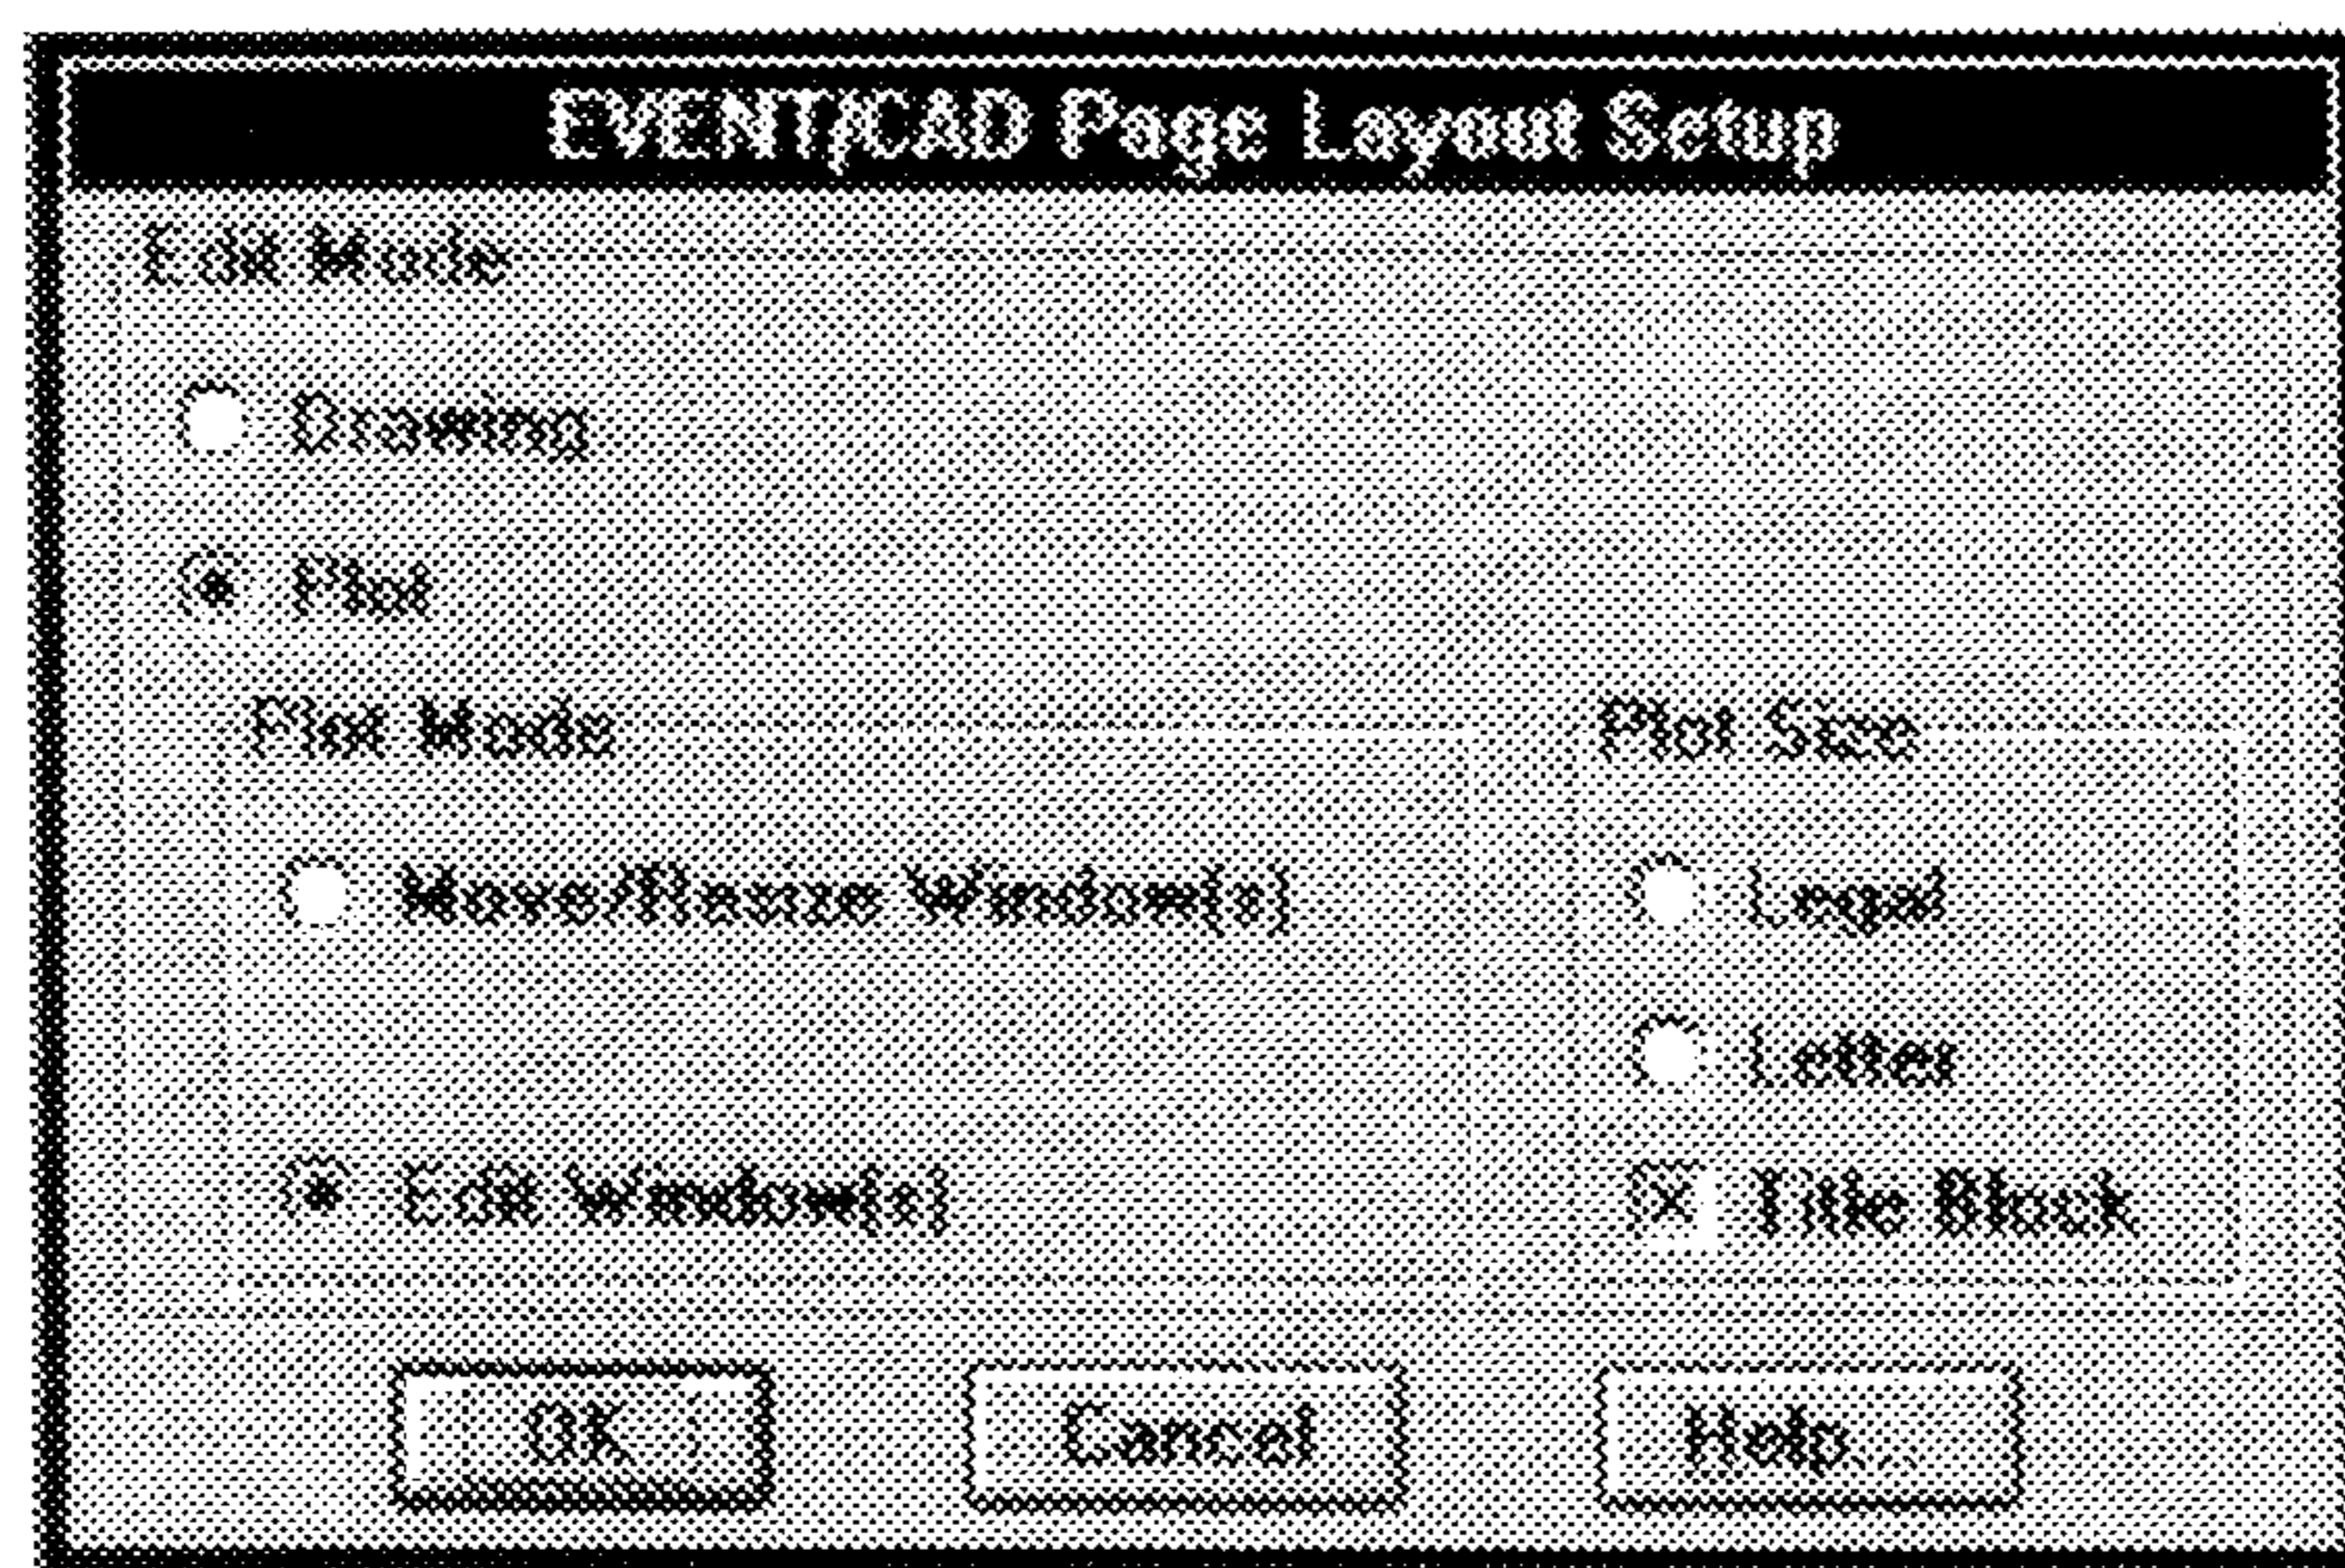 EVENT/CAD Page Layout Setup
Edit Mode
Drawing
Plot
Plot Mode
Plot Size
Move/Resize Window(s)
Legal
Letter
Edit Window(s)
Title Block
OK
Cancel
Help...